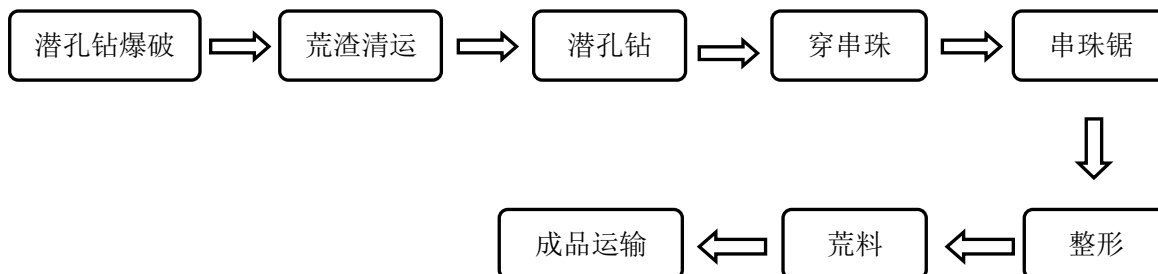 潜孔钻爆破
荒渣清运
潜孔钻
穿串珠
串珠锯
整形
荒料
成品运输